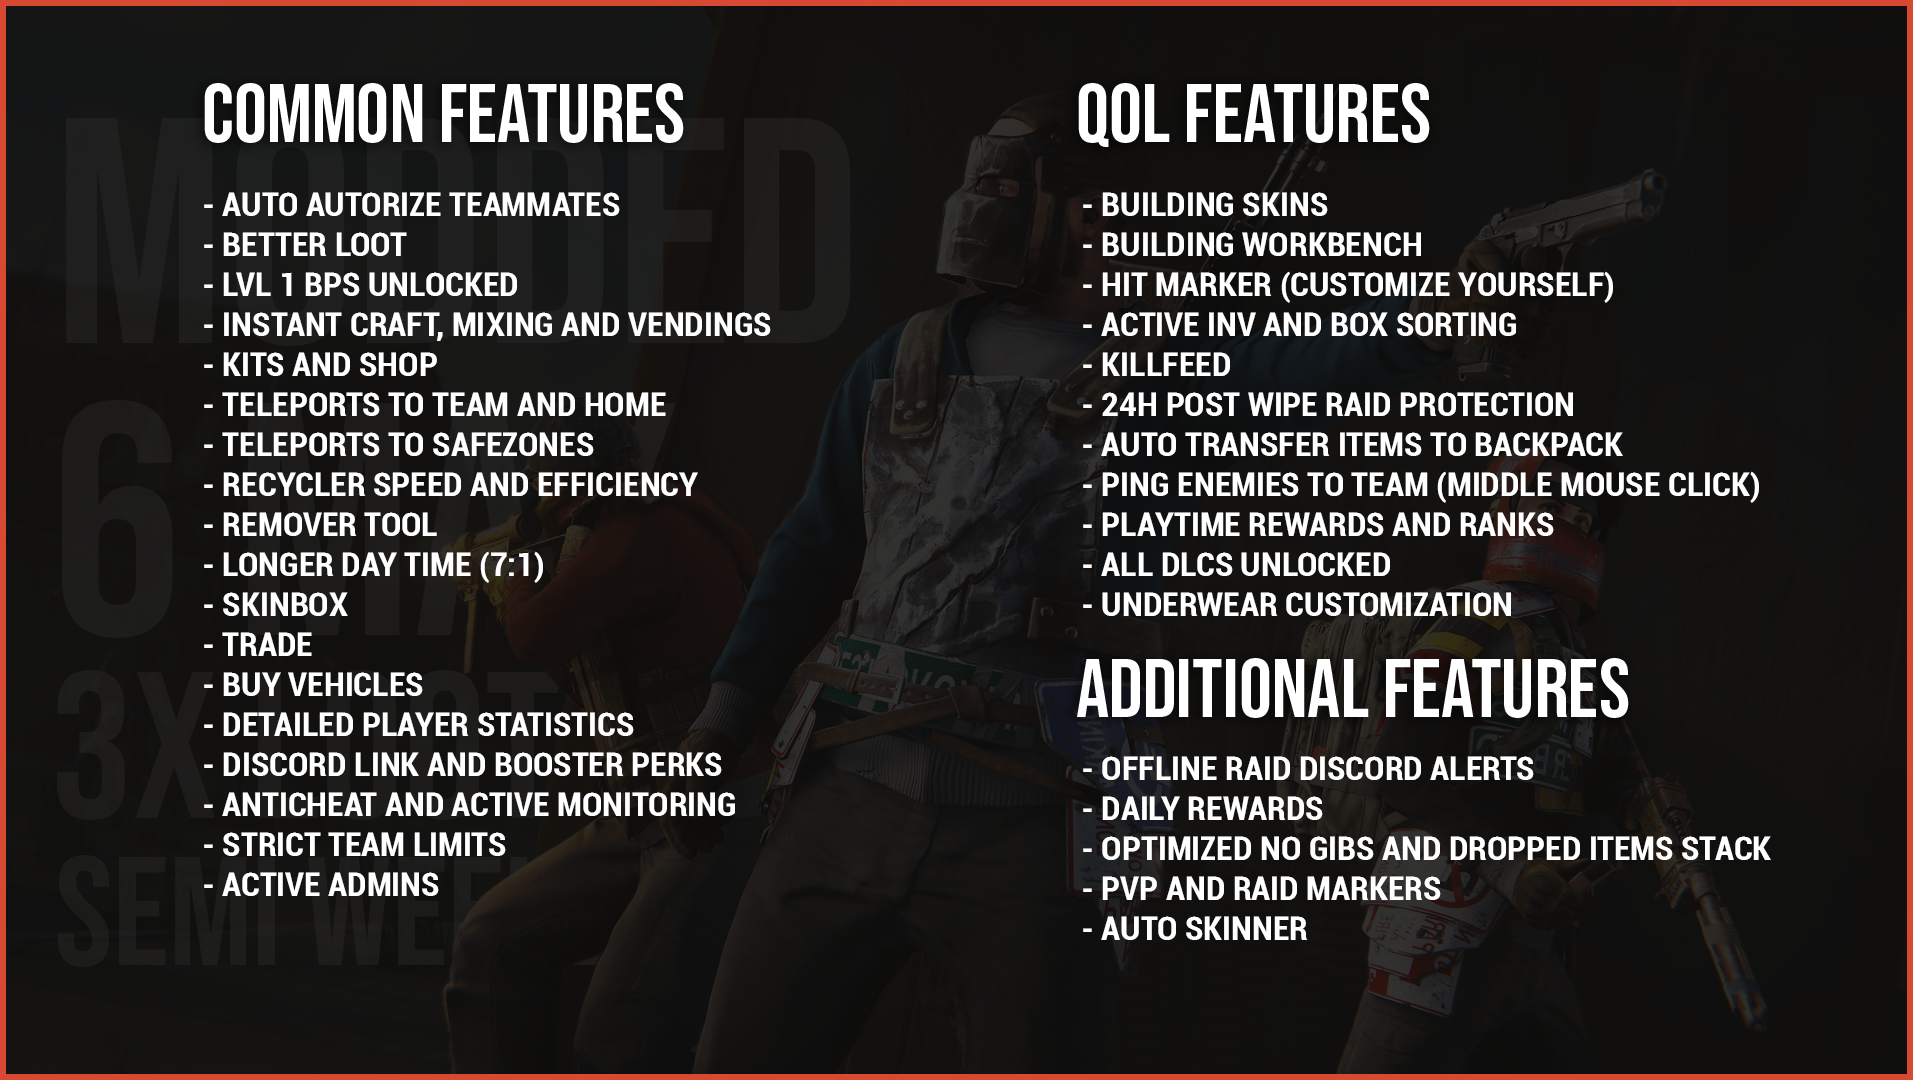 COMMON FEATURES
- AUTO AUTORIZE TEAMMATES
- BETTER LOOT
- LVL 1 BPS UNLOCKED
- INSTANT CRAFT, MIXING AND VENDINGS
- KITS AND SHOP
- TELEPORTS TO TEAM AND HOME
- TELEPORTS TO SAFEZONES
- RECYCLER SPEED AND EFFICIENCY
- REMOVER TOOL
- LONGER DAY TIME (7:1)
- SKINBOX
- TRADE
- BUY VEHICLES
- DETAILED PLAYER STATISTICS
- DISCORD LINK AND BOOSTER PERKS
- ANTICHEAT AND ACTIVE MONITORING
- STRICT TEAM LIMITS
- ACTIVE ADMINS
QOL FEATURES
- BUILDING SKINS
- BUILDING WORKBENCH
- HIT MARKER (CUSTOMIZE YOURSELF)
- ACTIVE INV AND BOX SORTING
- KILLFEED
- 24H POST WIPE RAID PROTECTION
- AUTO TRANSFER ITEMS TO BACKPACK
- PING ENEMIES TO TEAM (MIDDLE MOUSE CLICK)
- PLAYTIME REWARDS AND RANKS
- ALL DLCS UNLOCKED
- UNDERWEAR CUSTOMIZATION
ADDITIONAL FEATURES
- OFFLINE RAID DISCORD ALERTS
- DAILY REWARDS
- OPTIMIZED NO GIBS AND DROPPED ITEMS STACK
- PVP AND RAID MARKERS
- AUTO SKINNER
MODDED
6 MAX
3X LOOT
SEMI